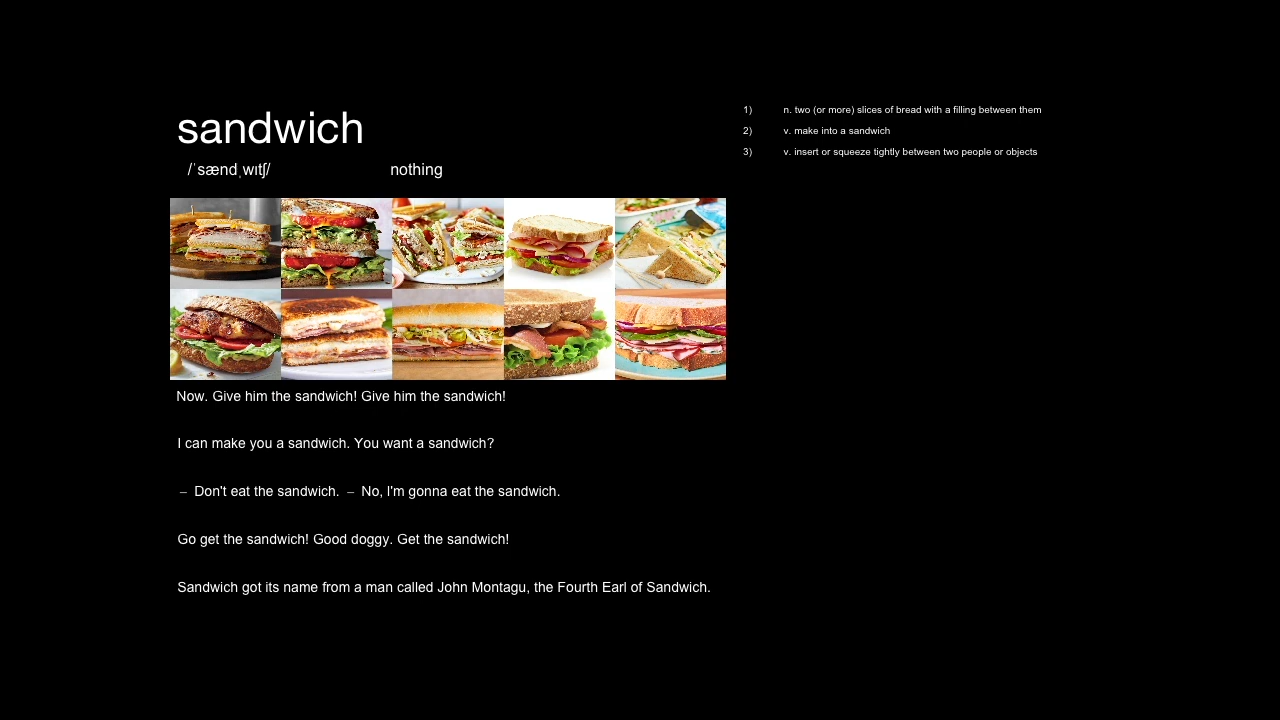 sandwich
/ˈsændˌwɪtʃ/ nothing
Now. Give him the sandwich! Give him the sandwich!
I can make you a sandwich. You want a sandwich?
– Don't eat the sandwich. – No, I'm gonna eat the sandwich.
Go get the sandwich! Good doggy. Get the sandwich!
Sandwich got its name from a man called John Montagu, the Fourth Earl of Sandwich.
1) n. two (or more) slices of bread with a filling between them
2) v. make into a sandwich
3) v. insert or squeeze tightly between two people or objects